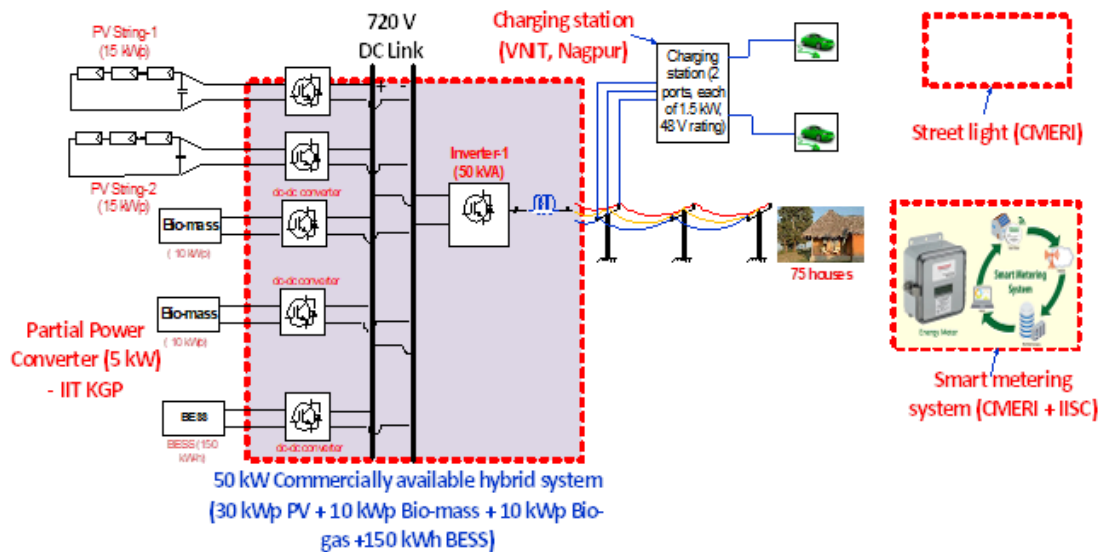 PV String-1
(15 kWp)
720 V
DC Link
Charging station
(VNIT, Nagpur)
Charging
station (2
ports, each
of 1.5 kW,
48 V rating)
Street light (CMERI)
+ -
PV String-2
(15 kWp)
dc-dc converter
Inverter-1
(50 kVA)
Bio-mass
( 10 kWp)
dc-dc converter
Bio-mass
( 10 kWp)
Partial Power
Converter (5 kW)
- IIT KGP
BESS
BESS (150
kWh)
dc-dc converter
75 houses
Smart Metering
System
Energy Meter
Smart metering
system (CMERI + IISC)
50 kW Commercially available hybrid system
(30 kWp PV + 10 kWp Bio-mass + 10 kWp Bio-
gas +150 kWh BESS)